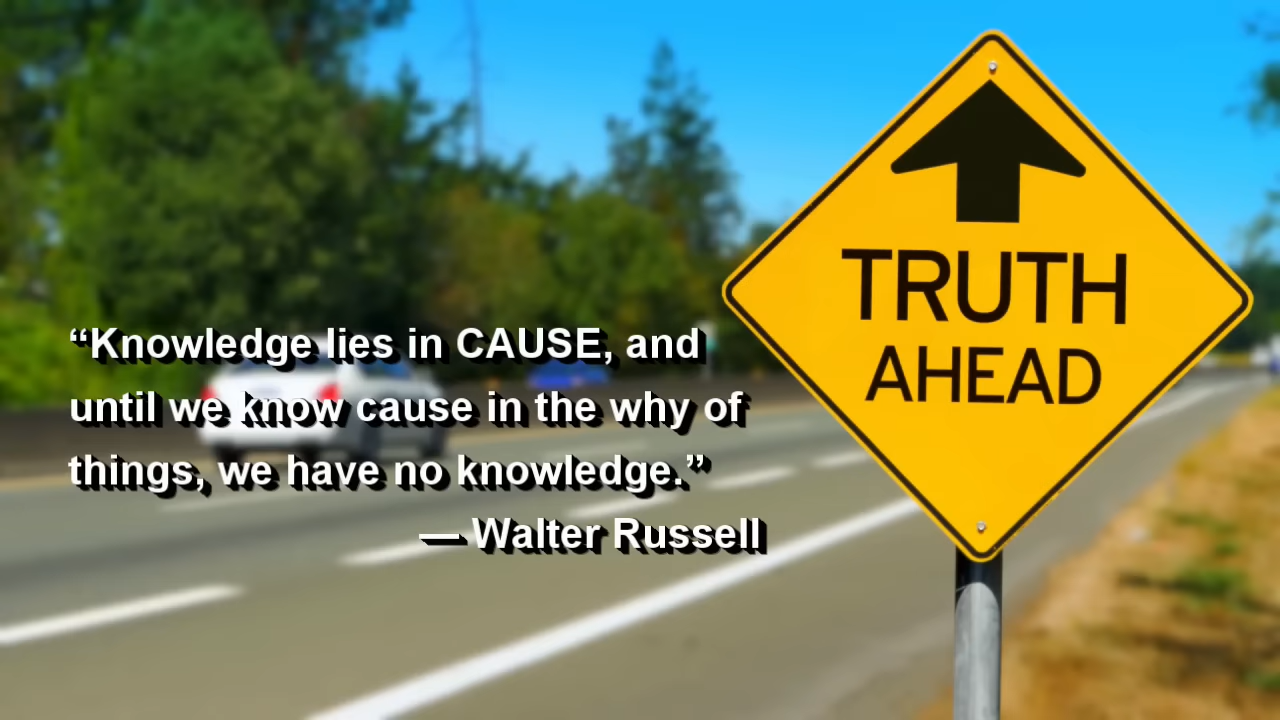 “Knowledge lies in CAUSE, and
until we know cause in the why of
things, we have no knowledge.”
— Walter Russell
TRUTH
AHEAD